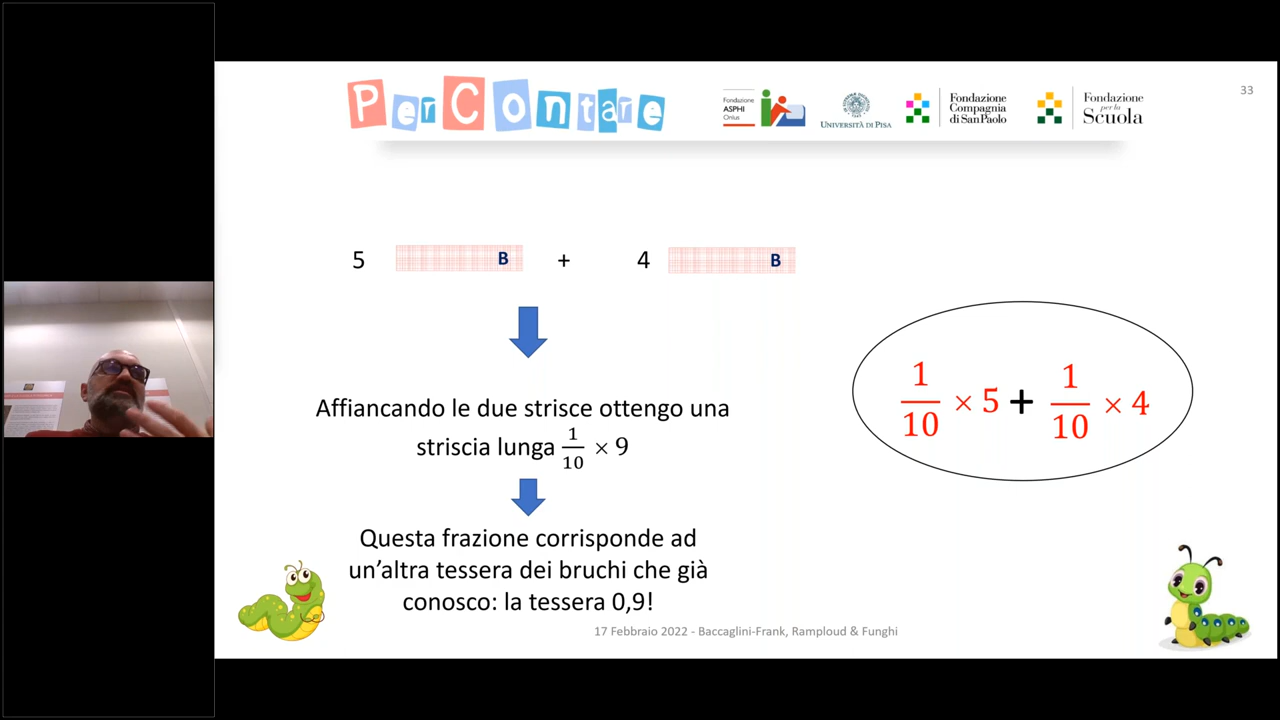 PerContare
Fondazione
ASPHI
Onlus
UNIVERSITÀ DI PISA
Fondazione
Compagnia
di SanPaolo
Fondazione
per la
Scuola
33
5 B + 4 B
Affiancando le due strisce ottengo una
striscia lunga 1/10 × 9
Questa frazione corrisponde ad
un'altra tessera dei bruchi che già
conosco: la tessera 0,9!
1/10 × 5 + 1/10 × 4
17 Febbraio 2022 - Baccaglini-Frank, Ramploud & Funghi